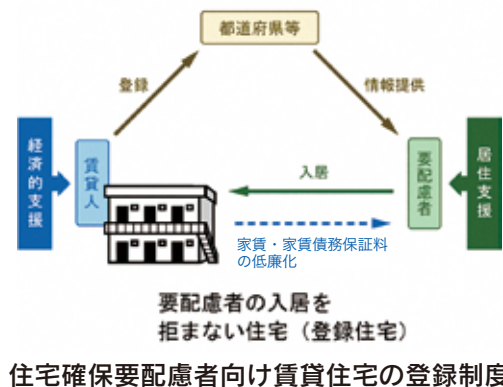 都道府県等
登録
情報提供
経済的支援
賃貸人
入居
要配慮者
居住支援
家賃・家賃債務保証料
の低廉化
要配慮者の入居を
拒まない住宅（登録住宅）
住宅確保要配慮者向け賃貸住宅の登録制度